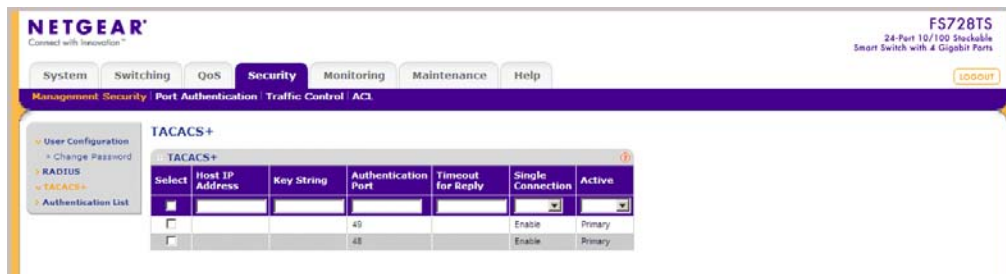 NETGEAR
Connect with Innovation™
FS728TS
24-Port 10/100 Stackable
Smart Switch with 4 Gigabit Ports
System Switching QoS Security Monitoring Maintenance Help LOGOUT
Management Security Port Authentication Traffic Control ACL
User Configuration
Change Password
RADIUS
TACACS+
Authentication List
TACACS+
TACACS+
Select Host IP Address Key String Authentication Port Timeout for Reply Single Connection Active
49 Enable Primary
48 Enable Primary